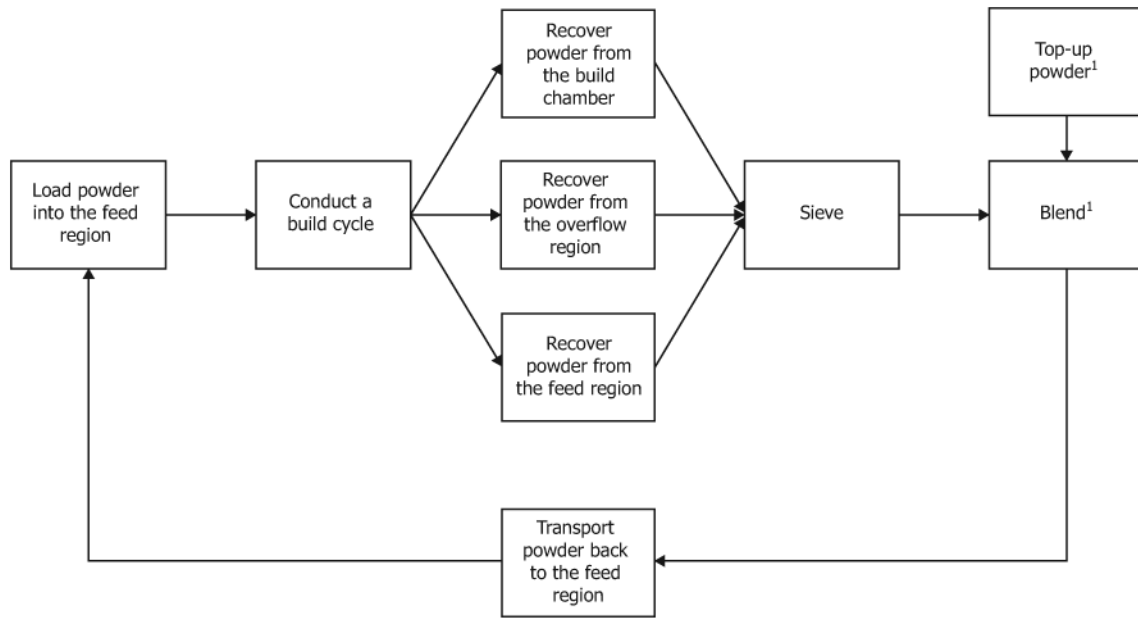 Load powder
into the feed
region
Conduct a
build cycle
Recover
powder from
the build
chamber
Recover
powder from
the overflow
region
Recover
powder from
the feed region
Sieve
Top-up
powder¹
Blend¹
Transport
powder back
to the feed
region